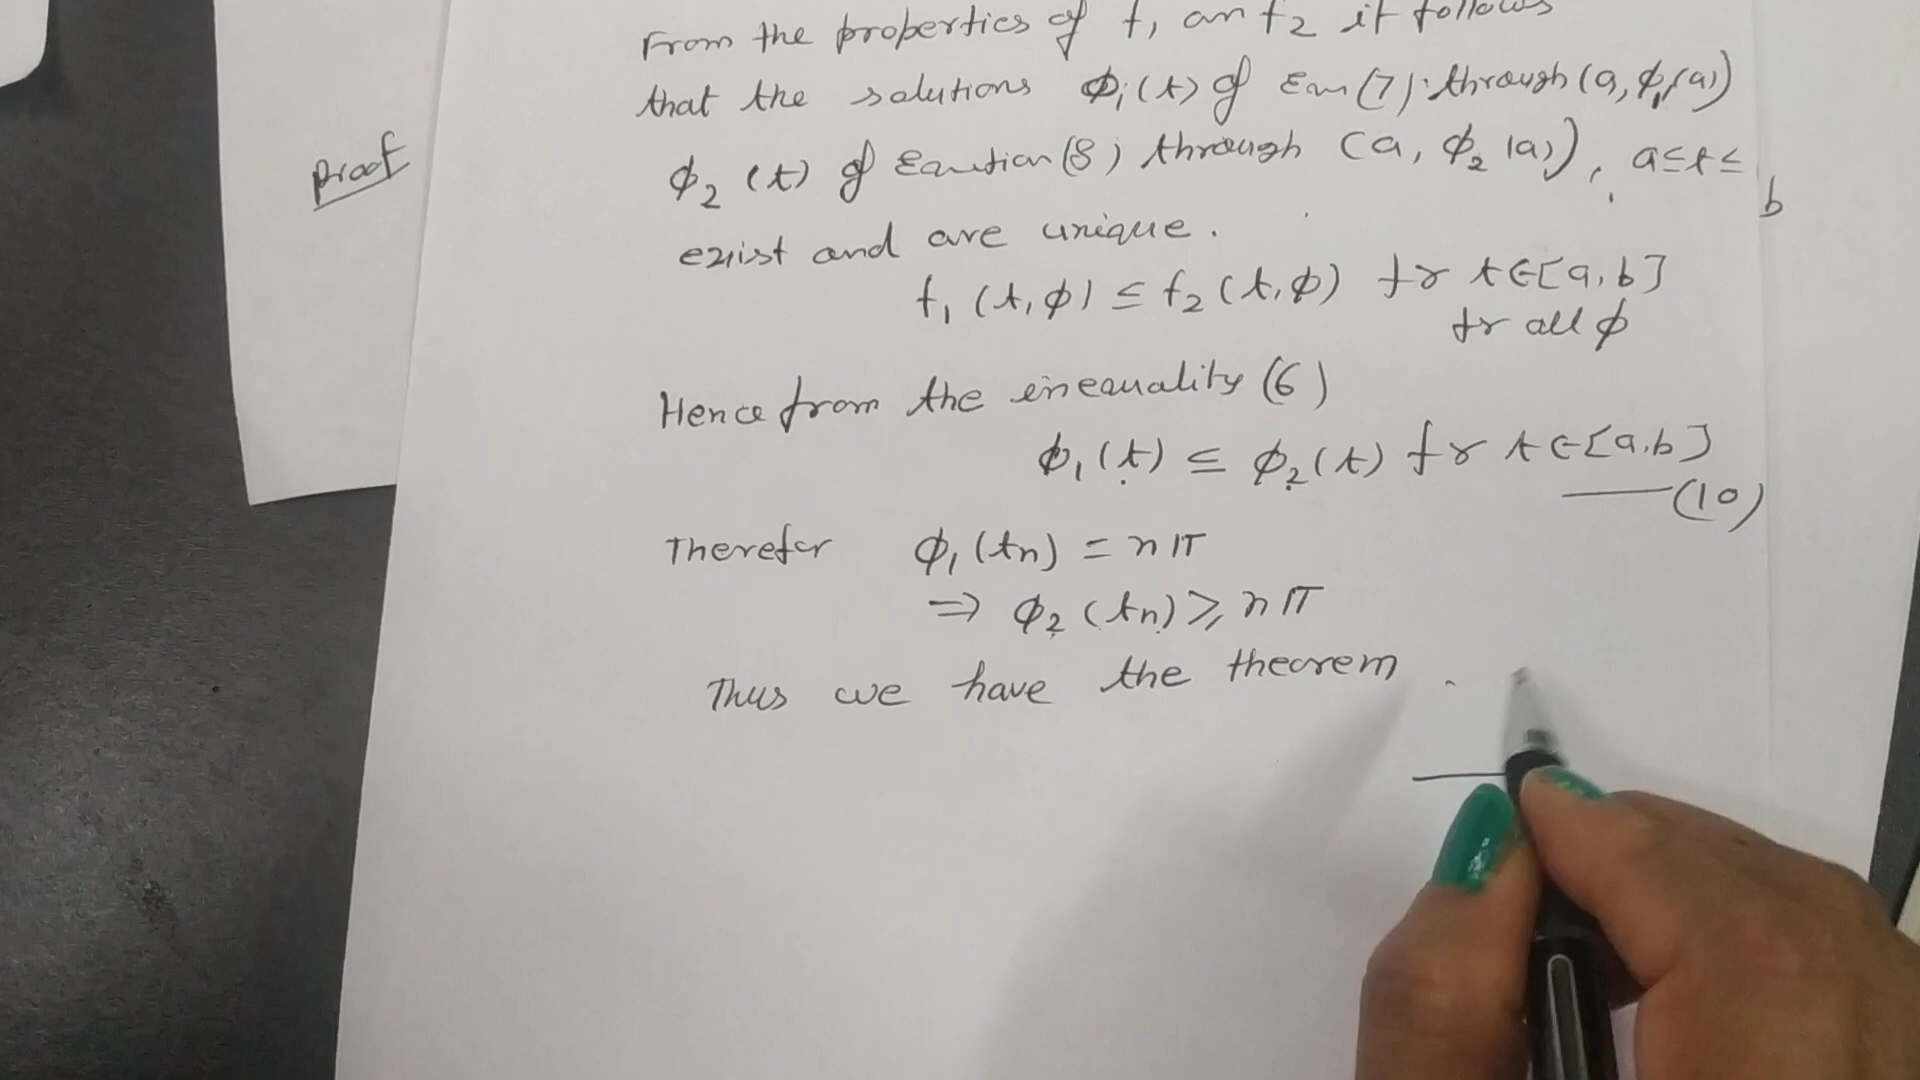 Proof
From the properties of f₁ an f₂ it follows
that the solutions ϕ₁(t) of Eqn (7) through (a, ϕ₁(a))
ϕ₂ (t) of Equation (8) through (a, ϕ₂ (a)), a≤t≤
b
exist and are unique.
f₁ (t, ϕ) ≤ f₂ (t, ϕ) for t∈[a, b]
for all ϕ
Hence from the inequality (6)
ϕ₁(t) ≤ ϕ₂(t) for t∈[a,b]
—(10)
Therefor ϕ₁(tn) = nπ
⇒ ϕ₂(tn) ≥ nπ
Thus we have the theorem.